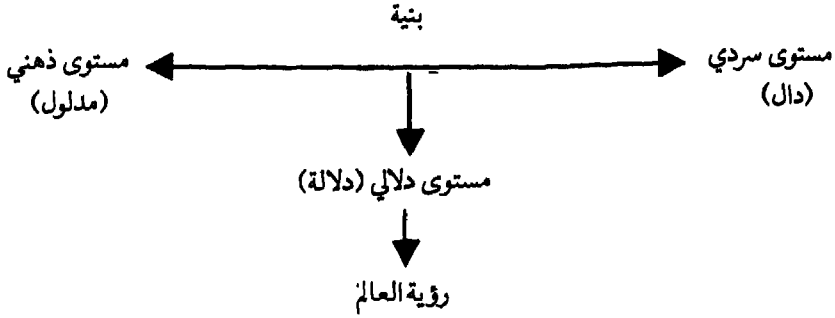 بنية
مستوى سردي
(دال)
مستوى ذهني
(مدلول)
مستوى دلالي (دلالة)
رؤية العالم